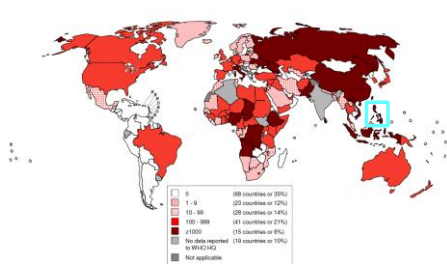 0 (69 countries or 35%)
1 - 9 (23 countries or 12%)
10 - 99 (28 countries or 14%)
100 - 999 (41 countries or 21%)
≥1000 (15 countries or 8%)
No data reported (19 countries or 10%)
to WHO HQ
Not applicable